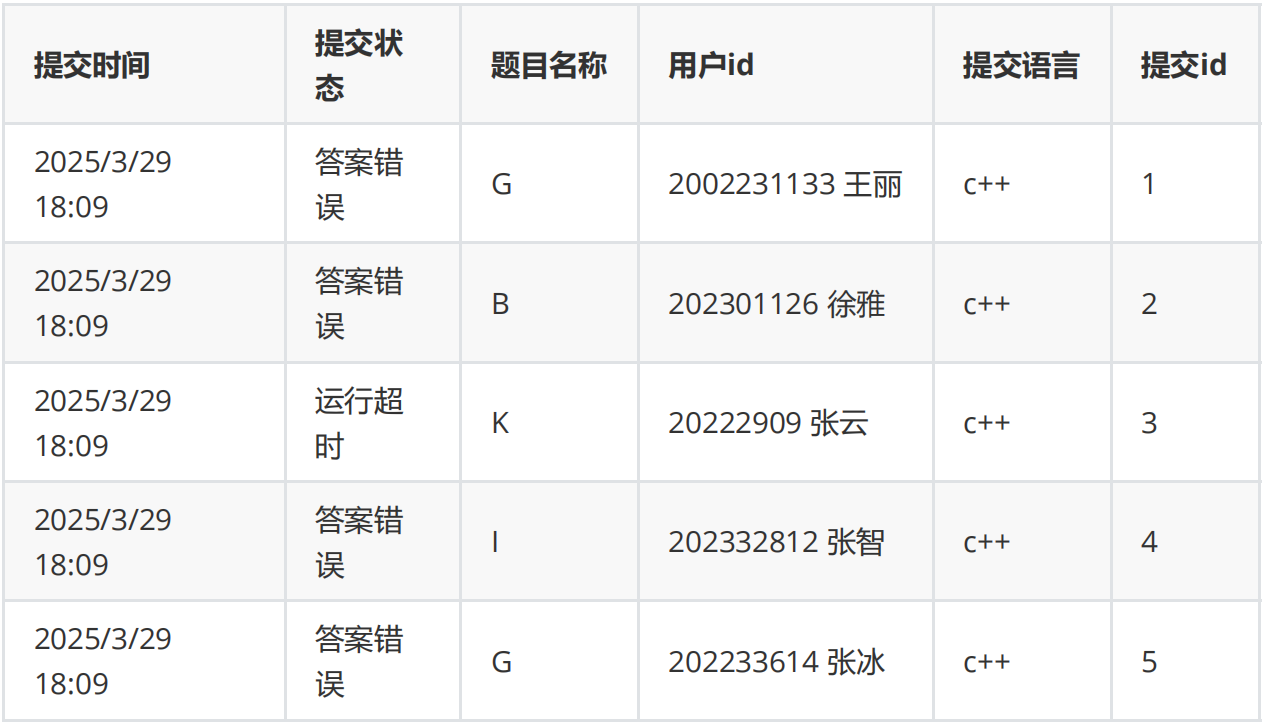 提交时间 提交状态 题目名称 用户id 提交语言 提交id
2025/3/29 18:09 答案错误 G 2002231133 王丽 c++ 1
2025/3/29 18:09 答案错误 B 202301126 徐雅 c++ 2
2025/3/29 18:09 运行超时 K 20222909 张云 c++ 3
2025/3/29 18:09 答案错误 I 202332812 张智 c++ 4
2025/3/29 18:09 答案错误 G 202233614 张冰 c++ 5